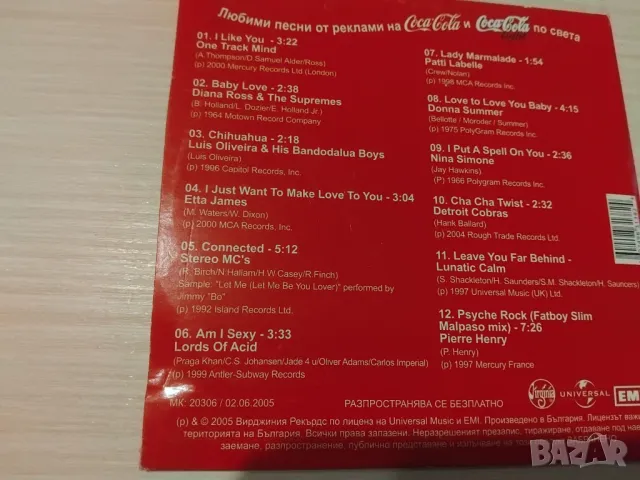 Любими песни от реклами на Coca-Cola и Coca-Cola light по света
01. I Like You - 3:22
One Track Mind
(A.Thompson/D.Samuel Alder/Ross)
(p) 2000 Mercury Records Ltd (London)
02. Baby Love - 2:38
Diana Ross & The Supremes
(B. Holland/L. Dozier/E. Holland Jr.)
(p) 1964 Motown Record Company
03. Chihuahua - 2:18
Luis Oliveira & His Bandodalua Boys
(Luis Oliveira)
(p) 1996 Capitol Records, Inc.
04. I Just Want To Make Love To You - 3:04
Etta James
(M. Waters/W. Dixon)
(p) 2000 MCA Records, Inc.
05. Connected - 5:12
Stereo MC's
(R. Birch/N.Hallam/H.W.Casey/R.Finch)
Sample: "Let Me (Let Me Be You Lover)" performed by
Jimmy "Bo"
(p) 1992 Island Records Ltd
06. Am I Sexy - 3:33
Lords Of Acid
(Praga Khan/C.S. Johansen/Jade 4 u/Oliver Adams/Carlos Imperial)
(p) 1999 Antler-Subway Records
07. Lady Marmalade - 1:54
Patti Labelle
(Crew/Nolan)
(p) 1998 MCA Records Inc.
08. Love to Love You Baby - 4:15
Donna Summer
(Bellotte / Moroder / Summer)
(p) 1975 PolyGram Records Inc.
09. I Put A Spell On You - 2:36
Nina Simone
(Jay Hawkins)
(P) 1966 Polygram Records Inc.
10. Cha Cha Twist - 2:32
Detroit Cobras
(Hank Ballard)
(p) 2004 Rough Trade Records Ltd.
11. Leave You Far Behind -
Lunatic Calm
(S. Shackleton/H. Saunders/S.M. Shackleton/H. Saunders)
(p) 1997 Universal Music (UK) Ltd.
12. Psyche Rock (Fatboy Slim
Malpaso mix) - 7:26
Pierre Henry
(P. Henry)
(p) 1997 Mercury France
Virgin UNIVERSAL EMI
МК: 20306 / 02.06.2005 РАЗПРОСТРАНЯВА СЕ БЕЗПЛАТНО
(p) & © 2005 Вирджиния Рекърдс по лиценз на Universal Music и EMI. Произведено в България. Лицензът важ
територията на България. Всички права запазени. Неразрешеният презапис, тиражиране, отдаване под
заеман, разпространение, публично представяне и излъчване на
BAZAR